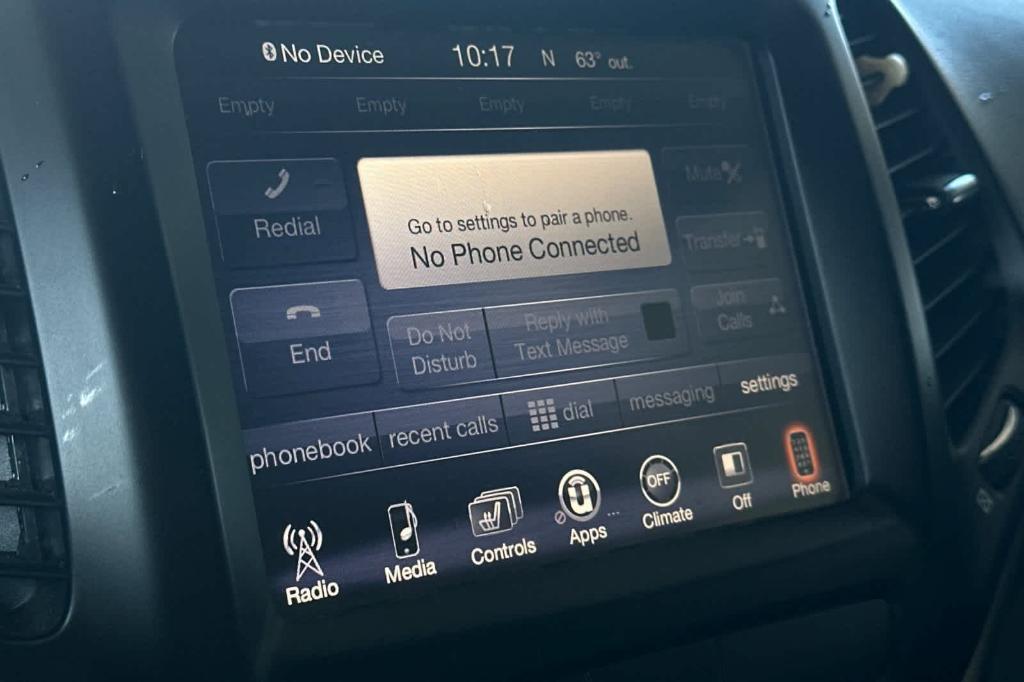 No Device 10:17 N 63° out.
Empty Empty Empty Empty Empty
Redial
Go to settings to pair a phone.
No Phone Connected
Mute
Transfer
End
Do Not
Disturb
Reply with
Text Message
Join
Calls
phonebook recent calls dial messaging settings
Radio Media Controls Apps ... OFF Climate Off Phone